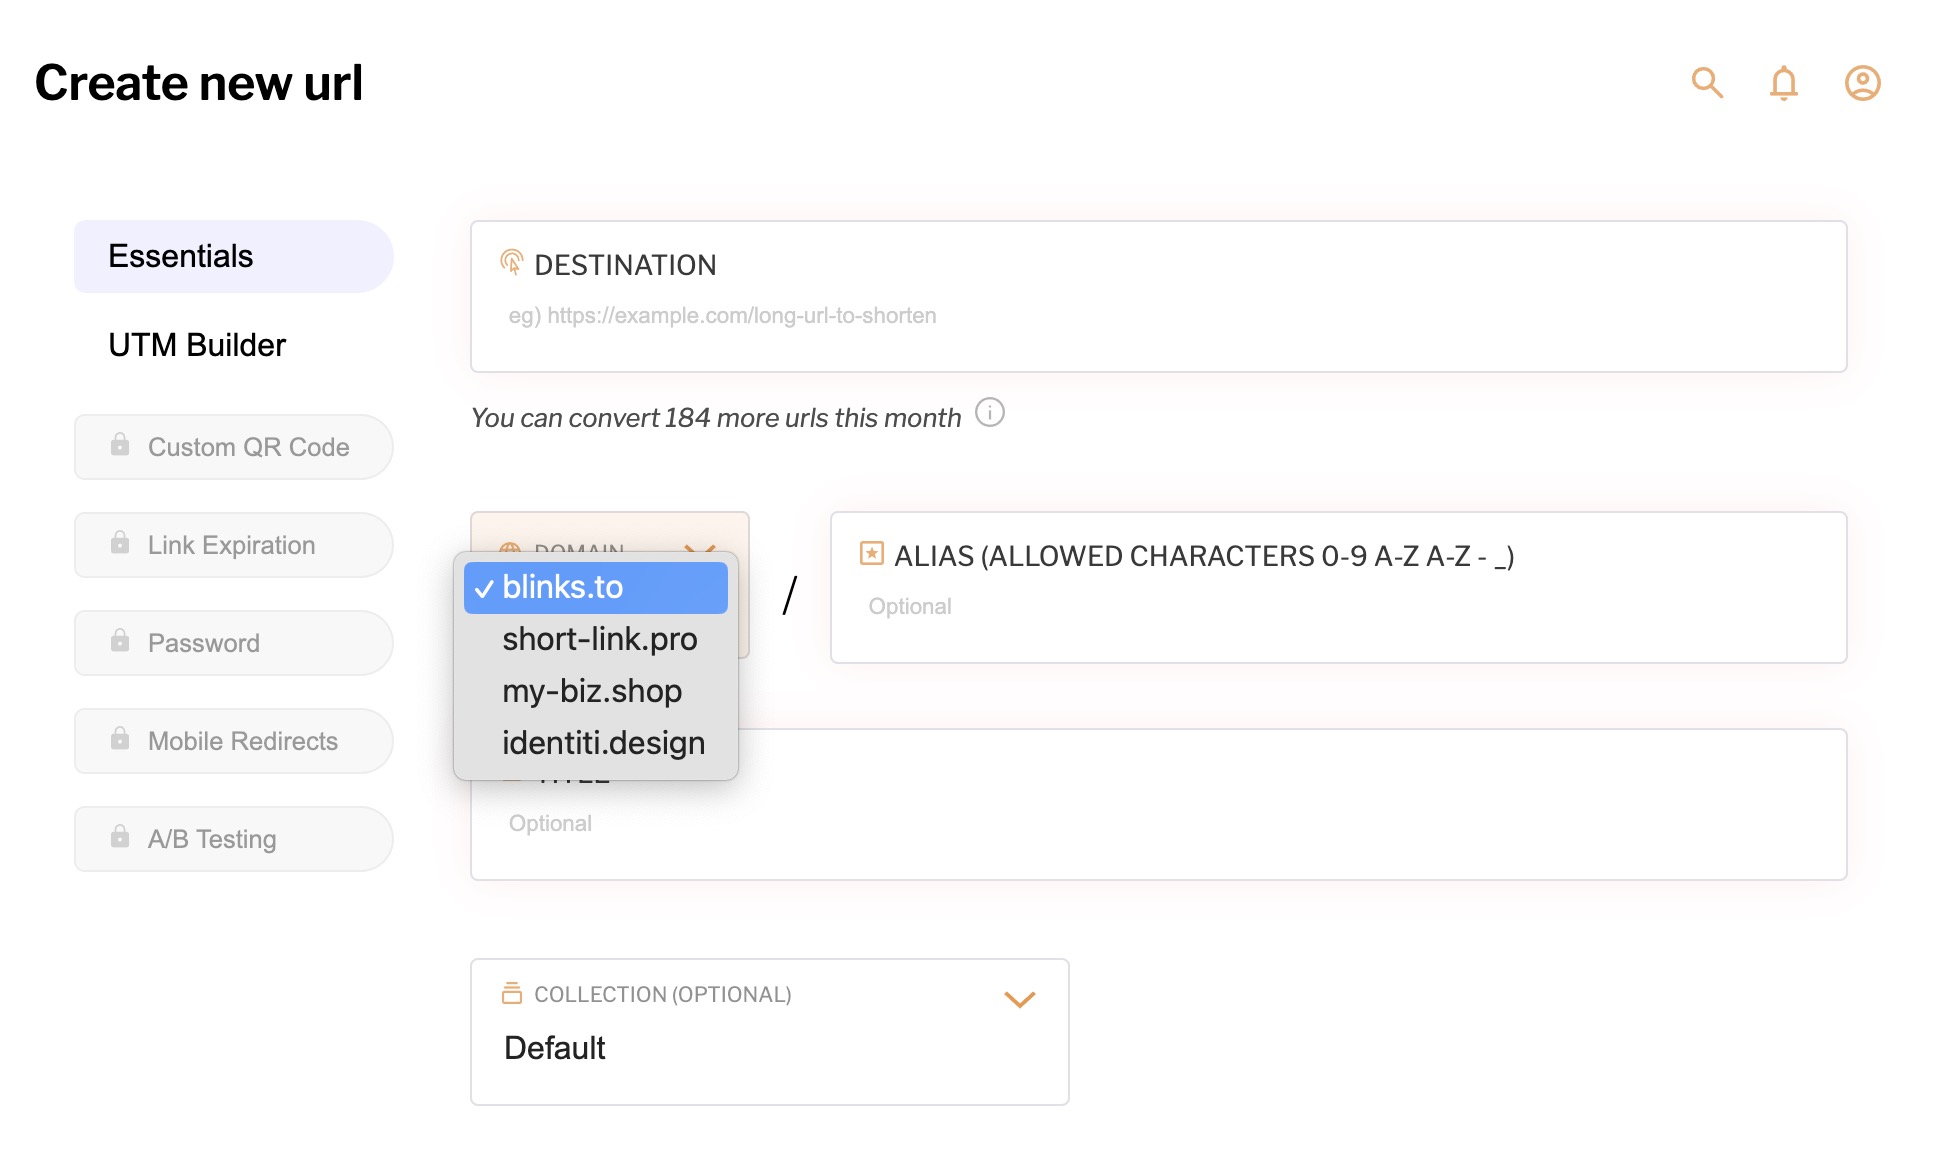 Create new url
Essentials
UTM Builder
Custom QR Code
Link Expiration
Password
Mobile Redirects
A/B Testing
DESTINATION
eg) https://example.com/long-url-to-shorten
You can convert 184 more urls this month
DOMAIN
✓ blinks.to
short-link.pro
my-biz.shop
identiti.design
/
ALIAS (ALLOWED CHARACTERS 0-9 A-Z A-Z - _)
Optional
TITLE
Optional
COLLECTION (OPTIONAL)
Default